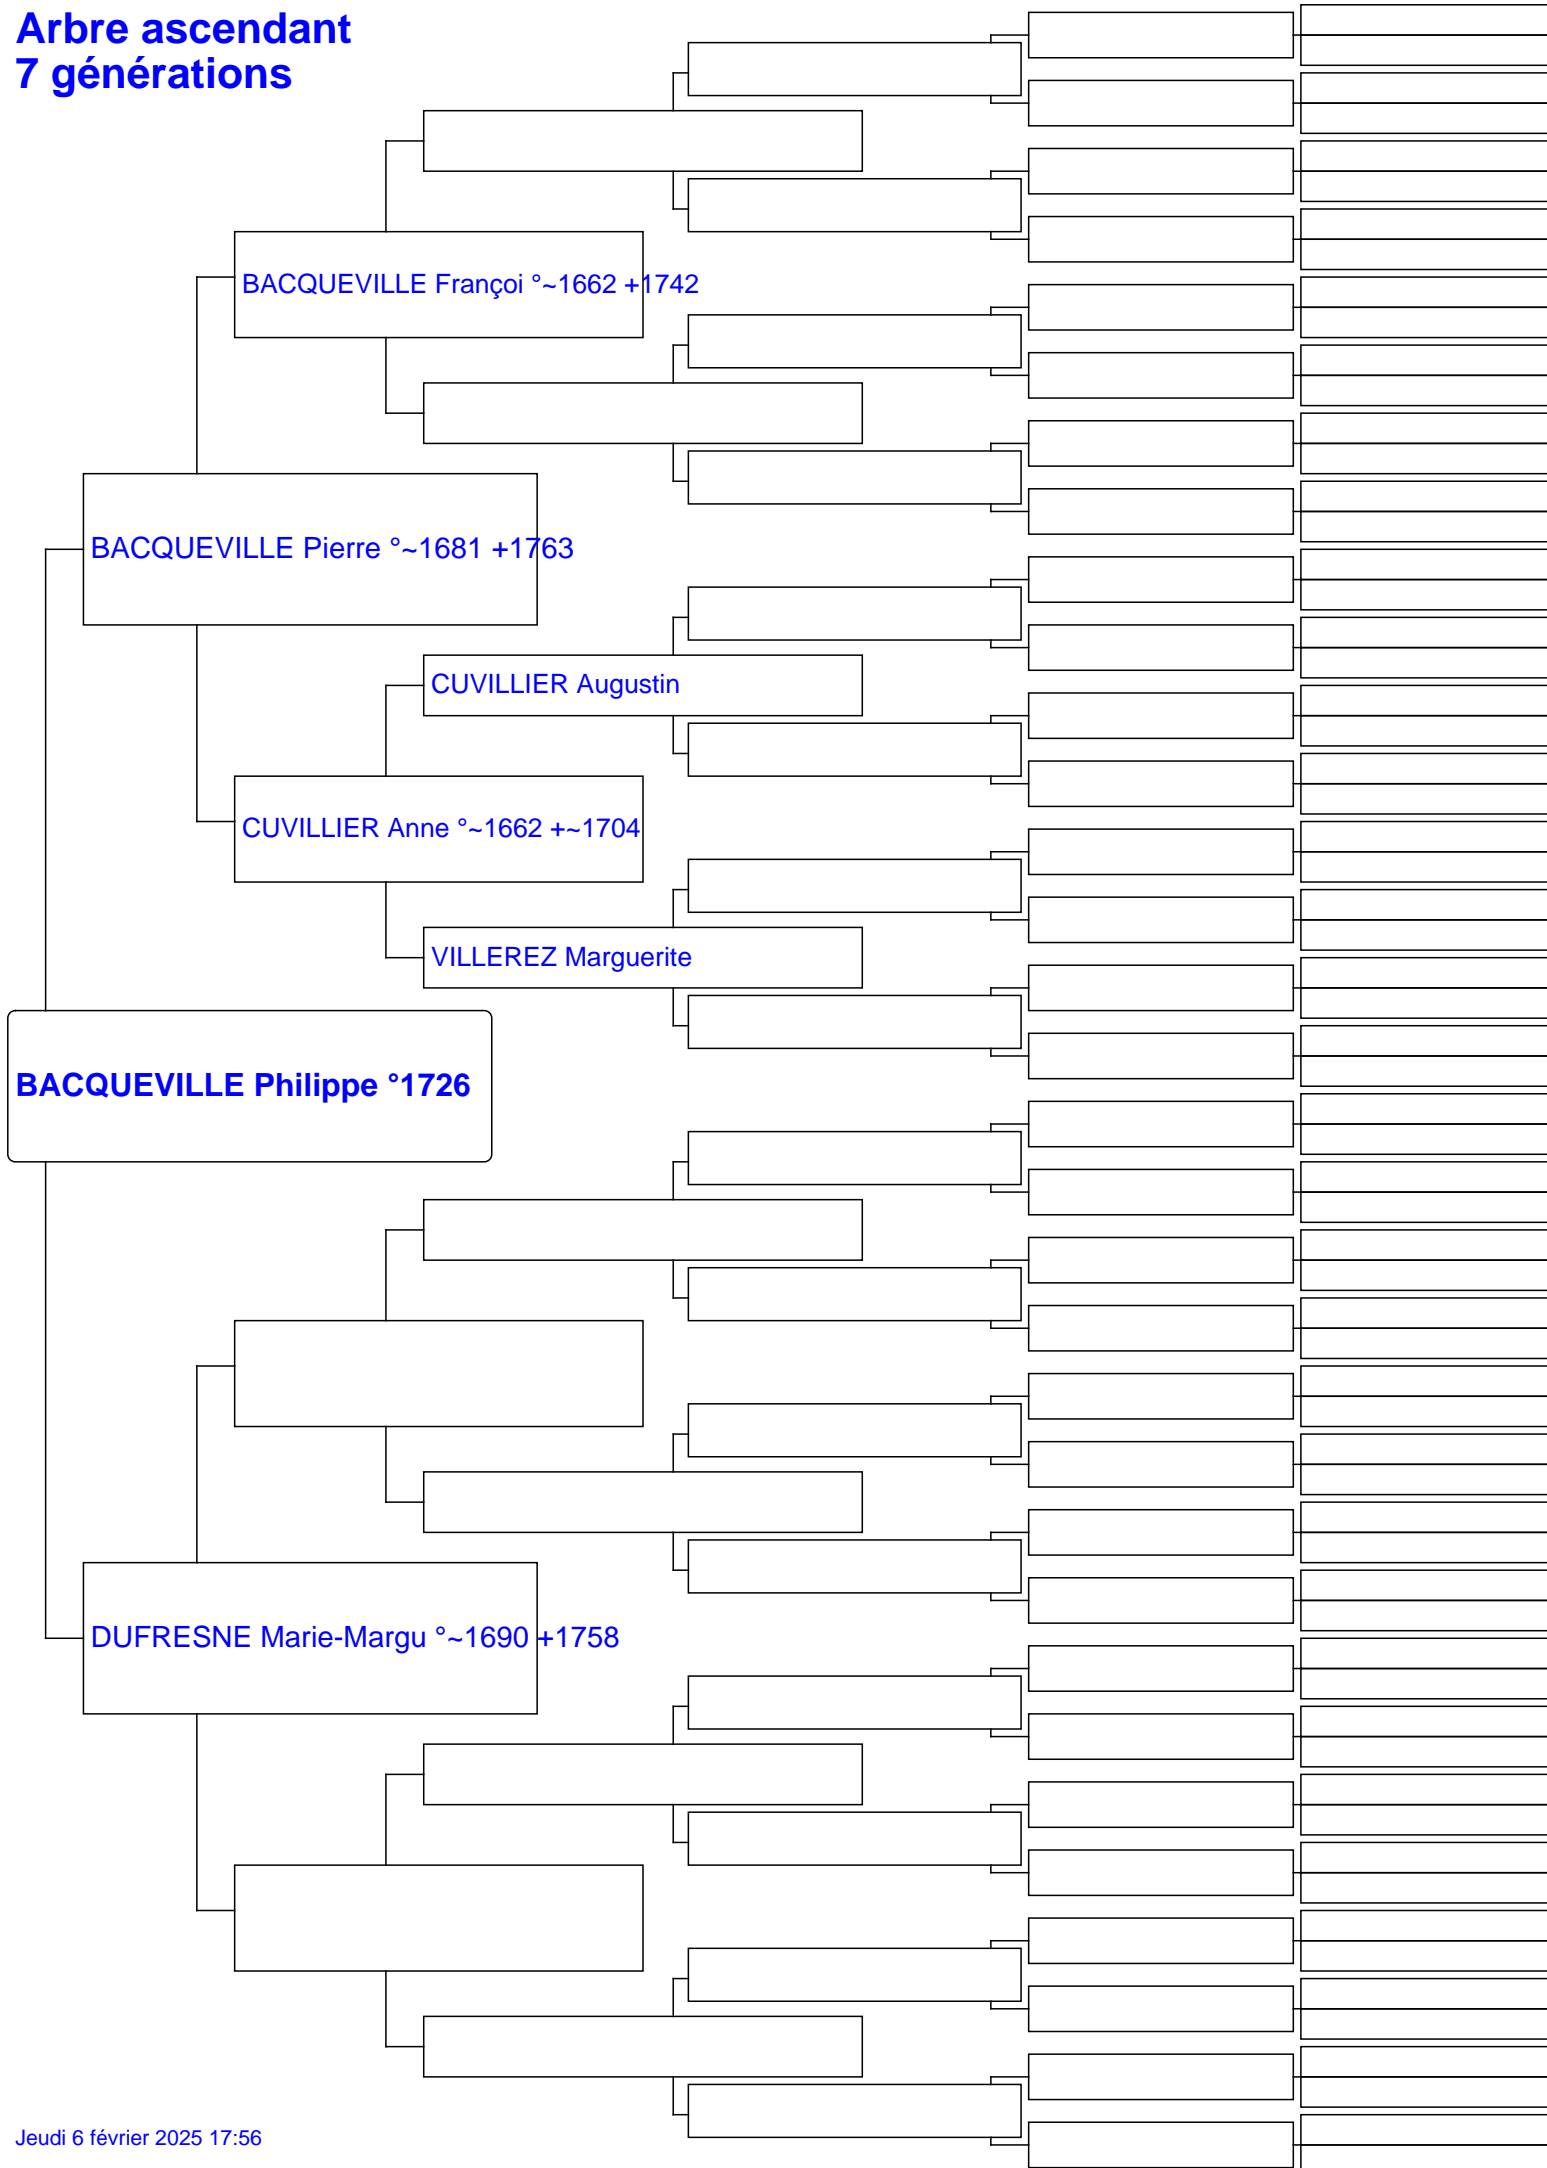 Arbre ascendant
7 générations
BACQUEVILLE Françoi °~1662 +1742
BACQUEVILLE Pierre °~1681 +1763
CUVILLIER Augustin
CUVILLIER Anne °~1662 +~1704
VILLEREZ Marguerite
BACQUEVILLE Philippe °1726
DUFRESNE Marie-Margu °~1690 +1758
Jeudi 6 février 2025 17:56